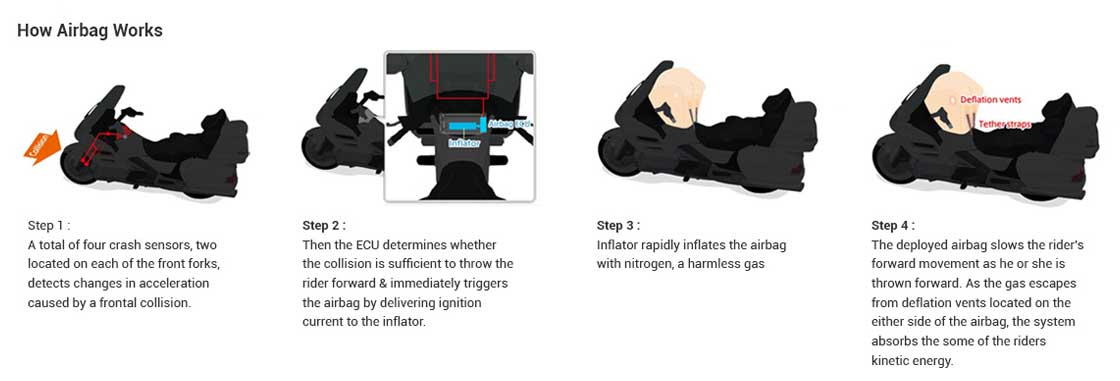 How Airbag Works
Collision
Step 1 :
A total of four crash sensors, two
located on each of the front forks,
detects changes in acceleration
caused by a frontal collision.
Airbag ECU
Inflator
Step 2 :
Then the ECU determines whether
the collision is sufficient to throw the
rider forward & immediately triggers
the airbag by delivering ignition
current to the inflator.
Step 3 :
Inflator rapidly inflates the airbag
with nitrogen, a harmless gas
Deflation vents
Tether straps
Step 4 :
The deployed airbag slows the rider's
forward movement as he or she is
thrown forward. As the gas escapes
from deflation vents located on the
either side of the airbag, the system
absorbs the some of the riders
kinetic energy.